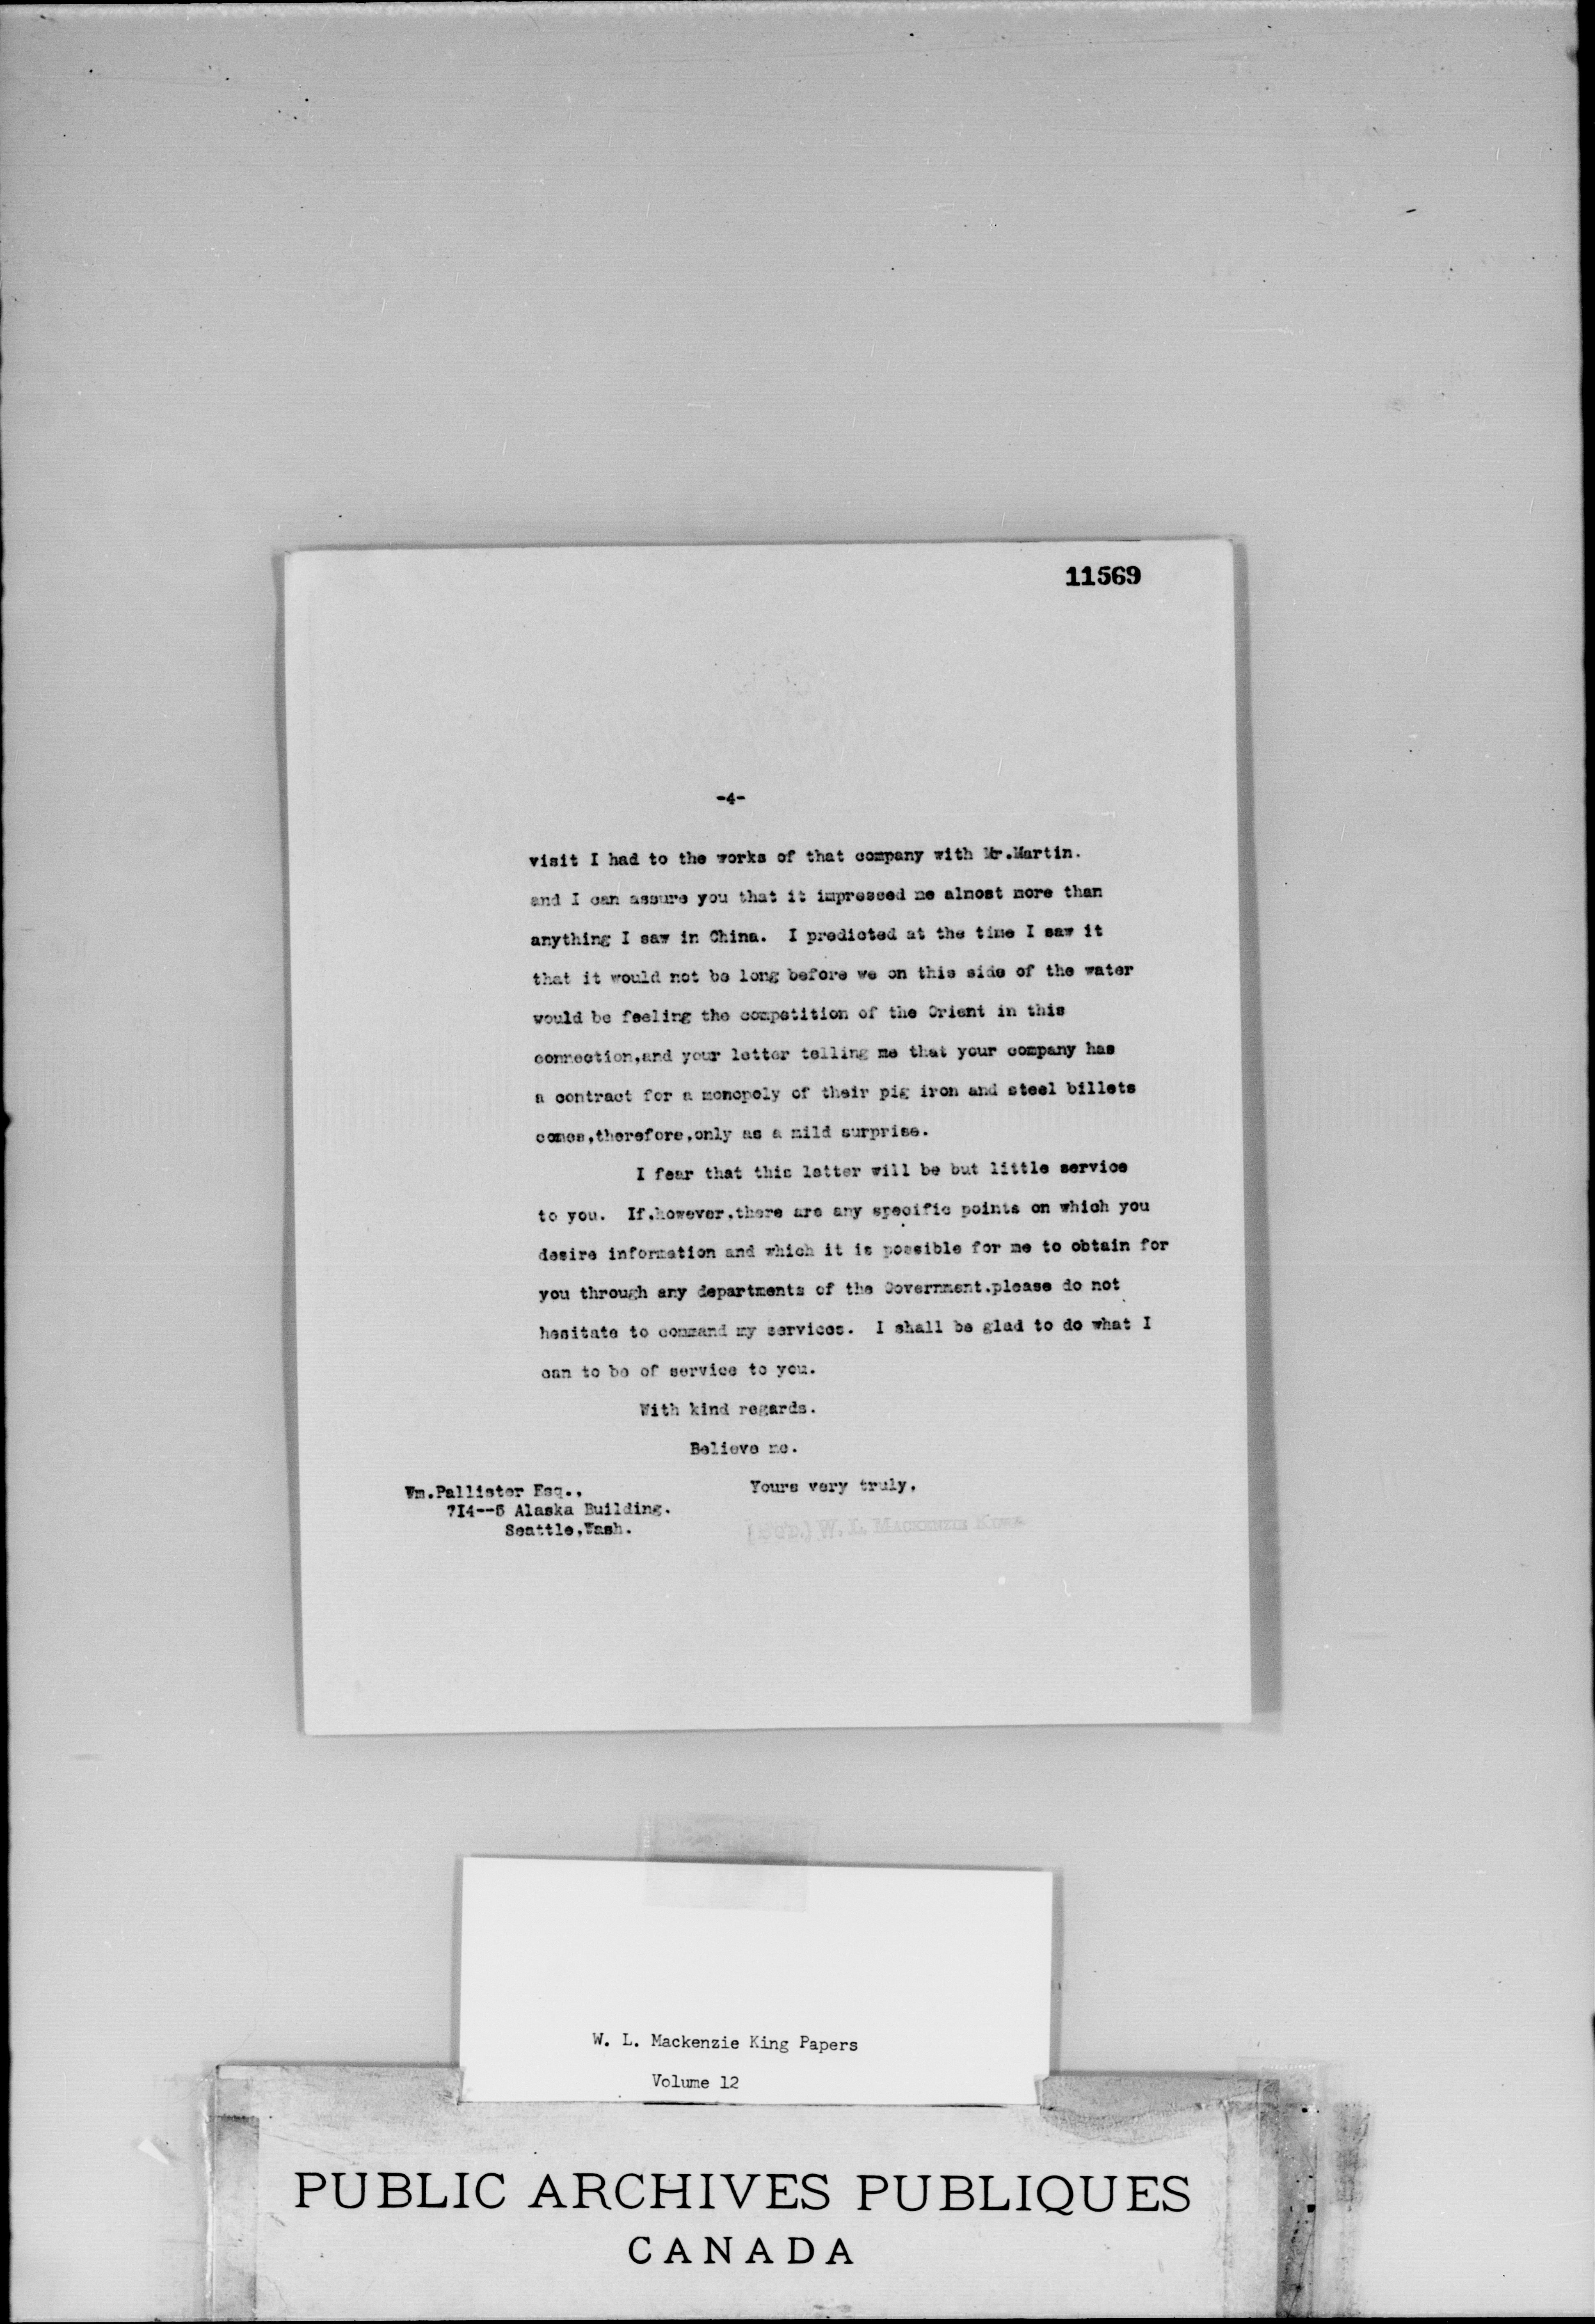 11569
-4-
visit I had to the works of that company with Mr.Martin.
and I can assure you that it impressed me almost more than
anything I saw in China. I predicted at the time I saw it
that it would not be long before we on this side of the water
would be feeling the competition of the Orient in this
connection,and your letter telling me that your company has
a contract for a monopoly of their pig iron and steel billets
comes,therefore,only as a mild surprise.
I fear that this letter will be but little service
to you. If,however,there are any specific points on which you
desire information and which it is possible for me to obtain for
you through any departments of the Government.please do not
hesitate to command my services. I shall be glad to do what I
can to be of service to you.
With kind regards.
Believe me.
Yours very truly,
Wm.Pallister Esq.,
7I4--5 Alaska Building.
Seattle,Wash.
(SGD.) W. L. MACKENZIE KING
W. L. Mackenzie King Papers
Volume 12
PUBLIC ARCHIVES PUBLIQUES
CANADA